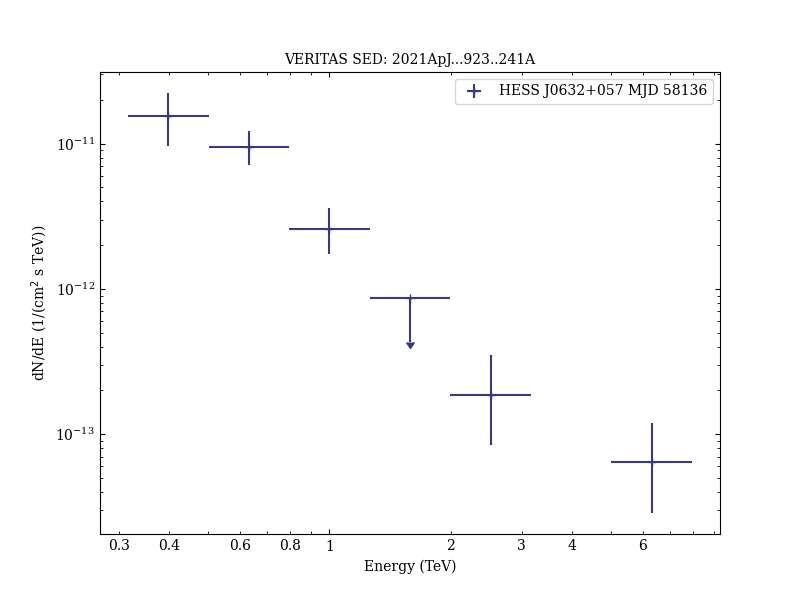 VERITAS SED: 2021ApJ...923..241A
HESS J0632+057 MJD 58136
dN/dE (1/(cm² s TeV))
10⁻¹¹
10⁻¹²
10⁻¹³
0.3 0.4 0.6 0.8 1 2 3 4 6
Energy (TeV)